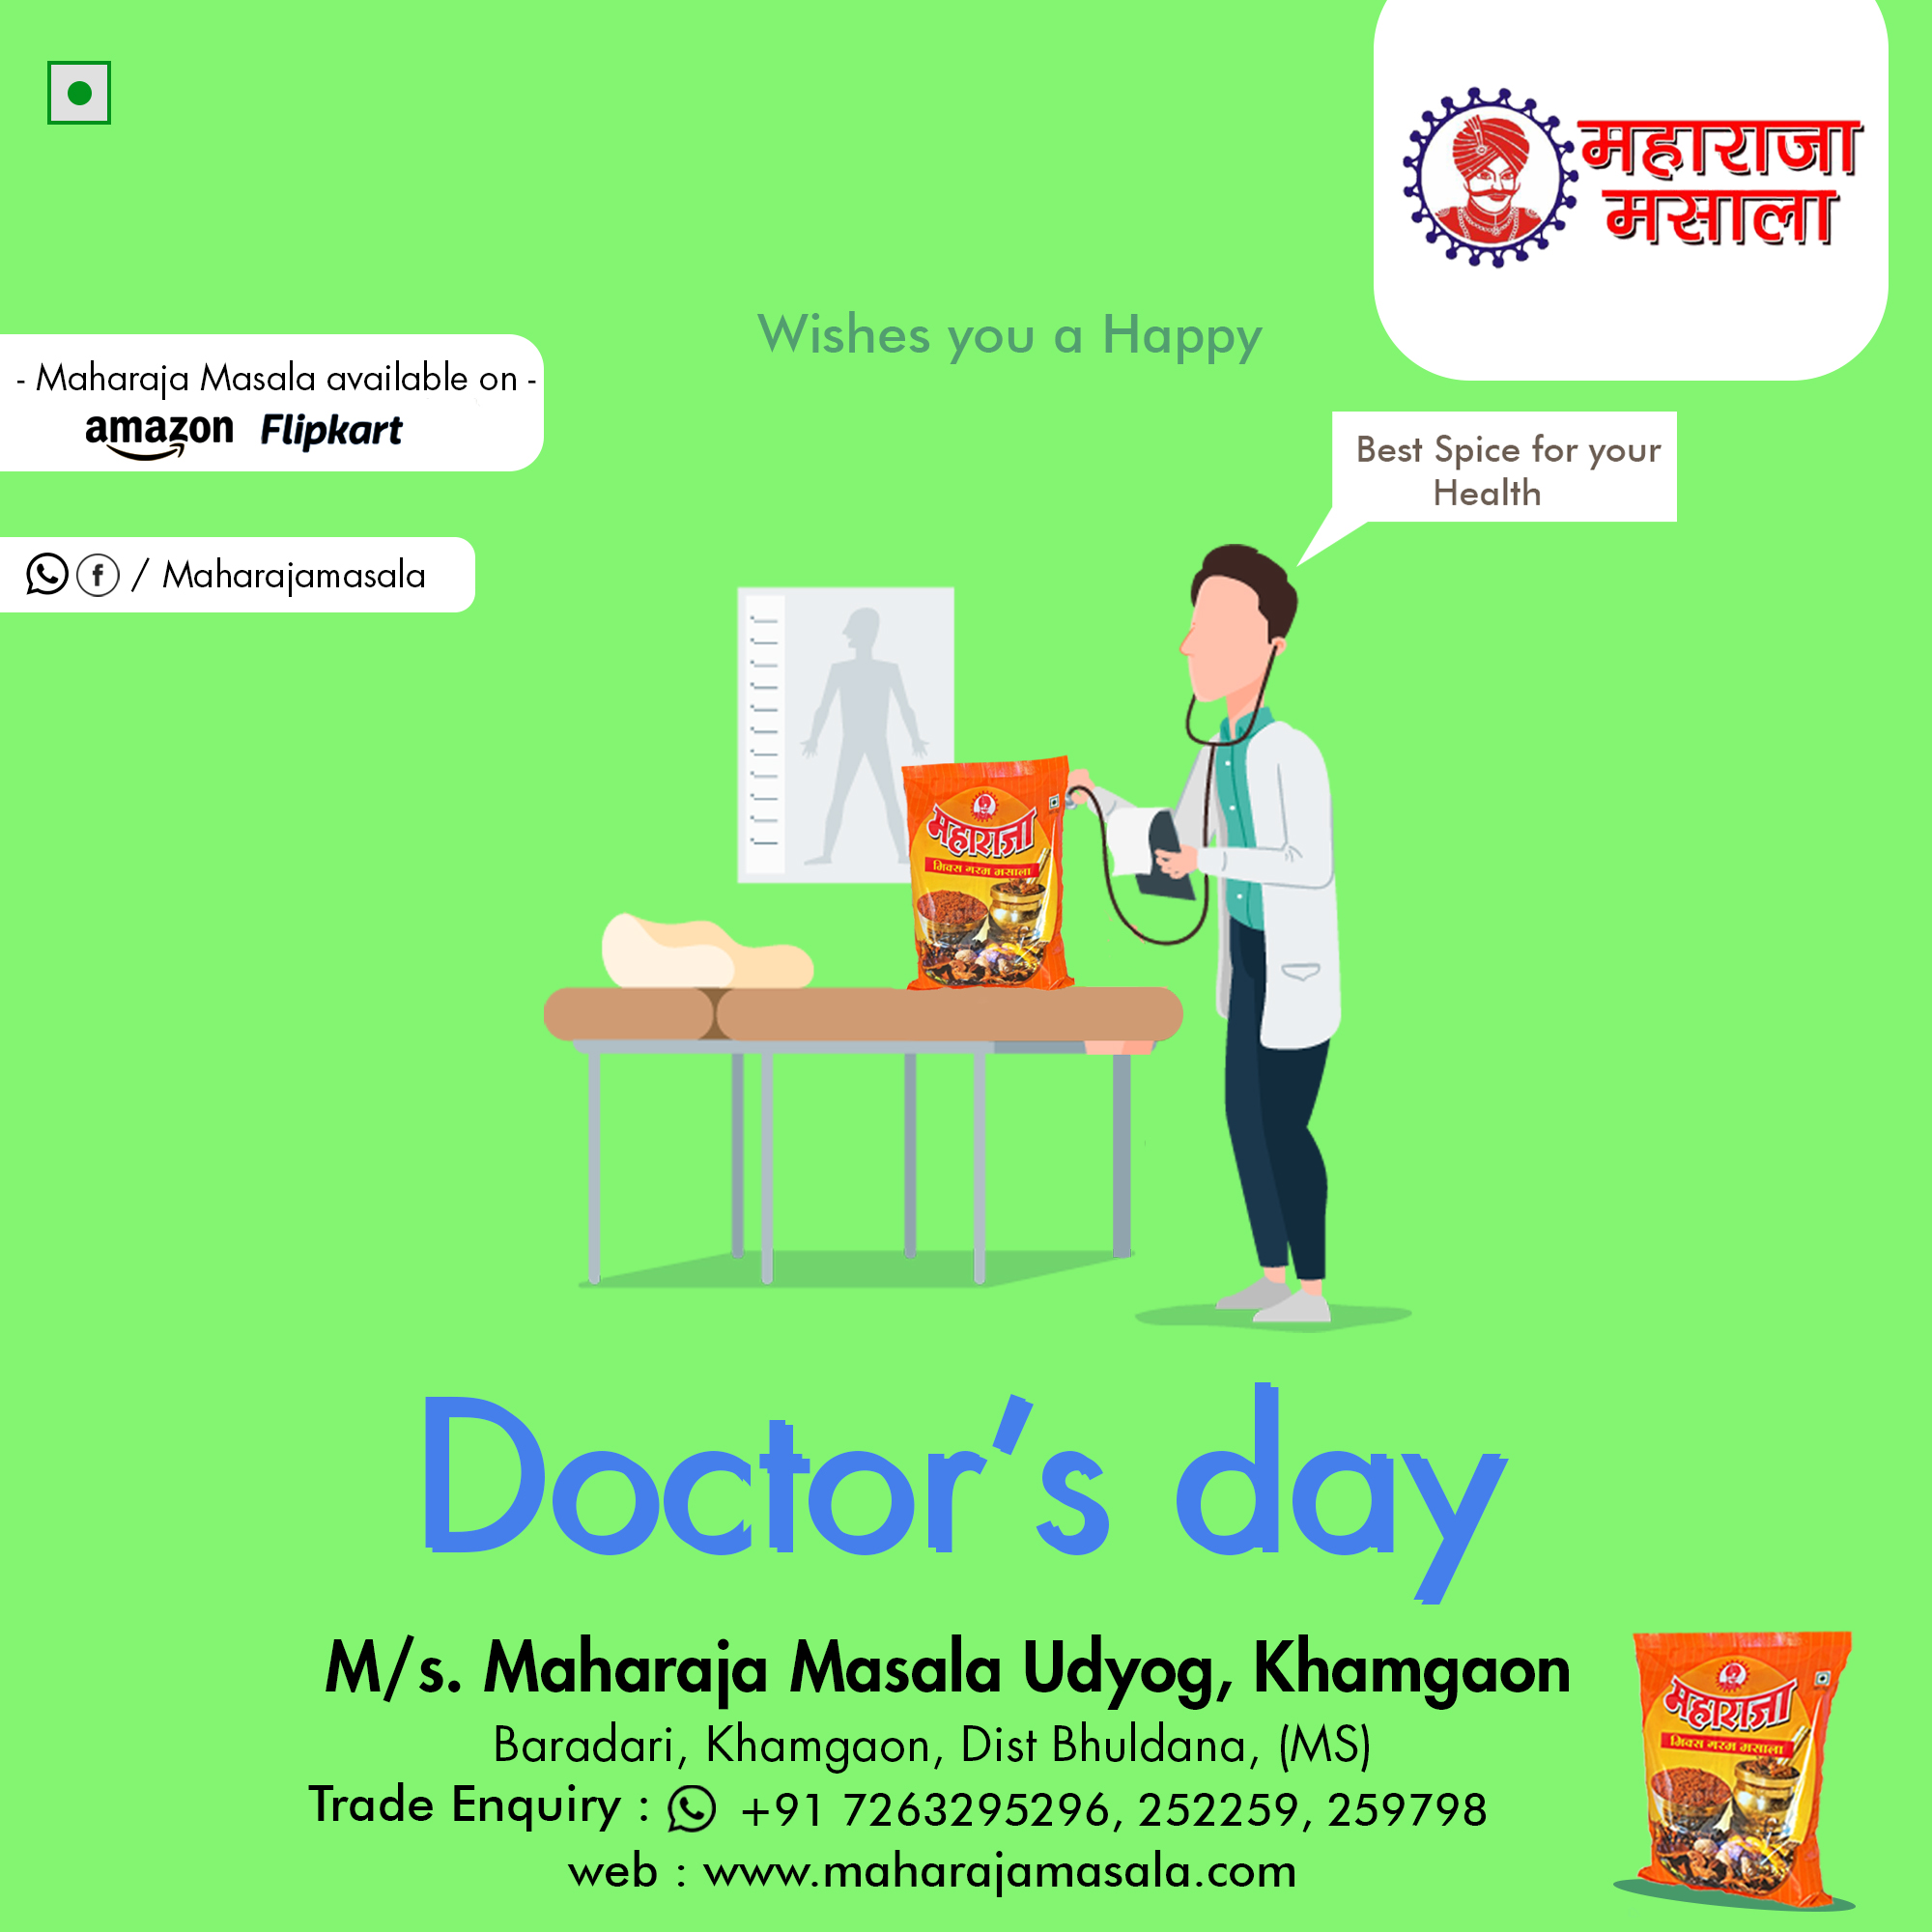 महाराजा
मसाला
Wishes you a Happy
- Maharaja Masala available on -
amazon Flipkart
/ Maharajamasala
Best Spice for your
Health
महाराजा
मिक्स गरम मसाला
Doctor's day
M/s. Maharaja Masala Udyog, Khamgaon
Baradari, Khamgaon, Dist Bhuldana, (MS)
Trade Enquiry : +91 7263295296, 252259, 259798
web : www.maharajamasala.com
महाराजा
मिक्स गरम मसाला